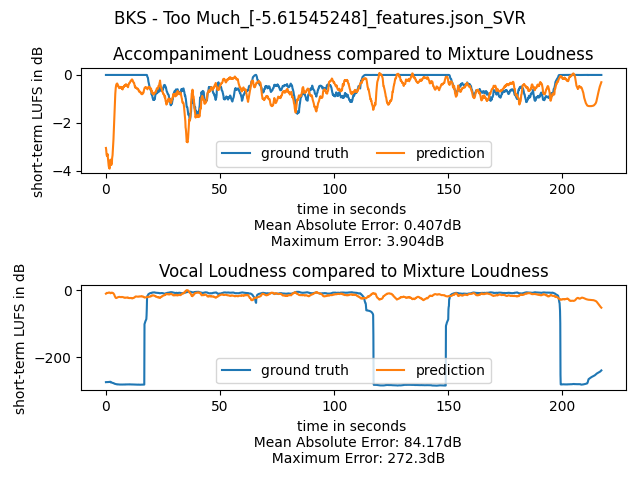 BKS - Too Much_[-5.61545248]_features.json_SVR
Accompaniment Loudness compared to Mixture Loudness
short-term LUFS in dB
0
−2
−4
ground truth prediction
0 50 100 150 200
time in seconds
Mean Absolute Error: 0.407dB
Maximum Error: 3.904dB
Vocal Loudness compared to Mixture Loudness
short-term LUFS in dB
0
−200
ground truth prediction
0 50 100 150 200
time in seconds
Mean Absolute Error: 84.17dB
Maximum Error: 272.3dB